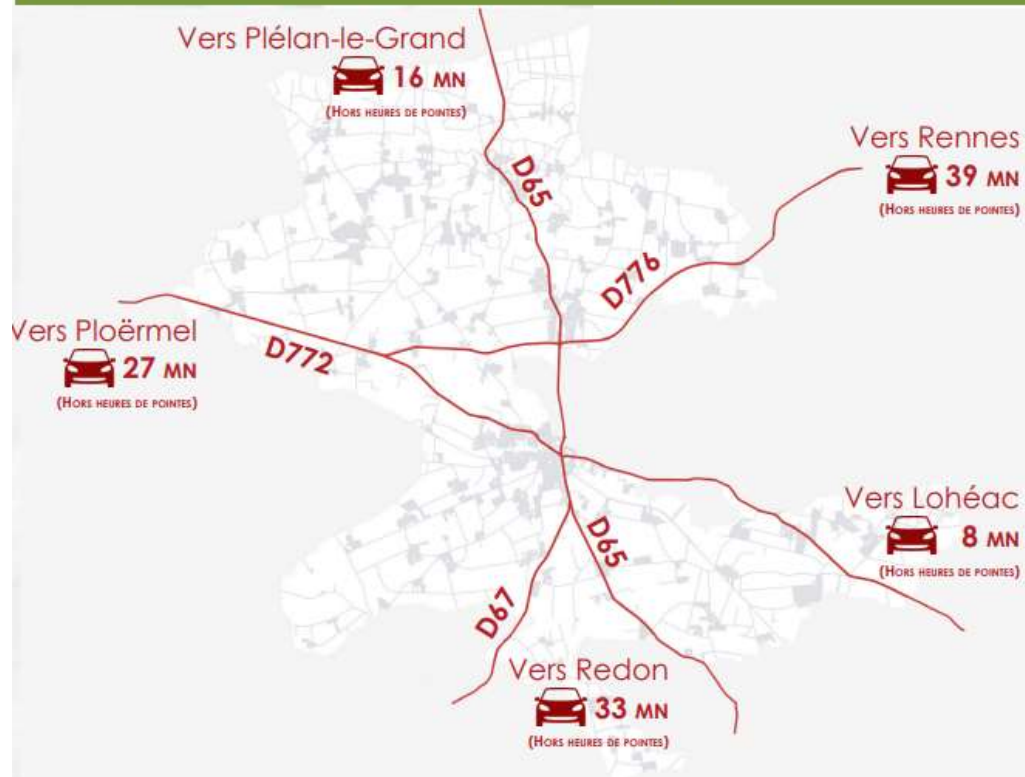 Vers Plélan-le-Grand
16 MN
(HORS HEURES DE POINTES)
Vers Rennes
39 MN
(HORS HEURES DE POINTES)
D65
D776
Vers Ploërmel
27 MN
(HORS HEURES DE POINTES)
D772
Vers Lohéac
8 MN
(HORS HEURES DE POINTES)
D65
D67
Vers Redon
33 MN
(HORS HEURES DE POINTES)